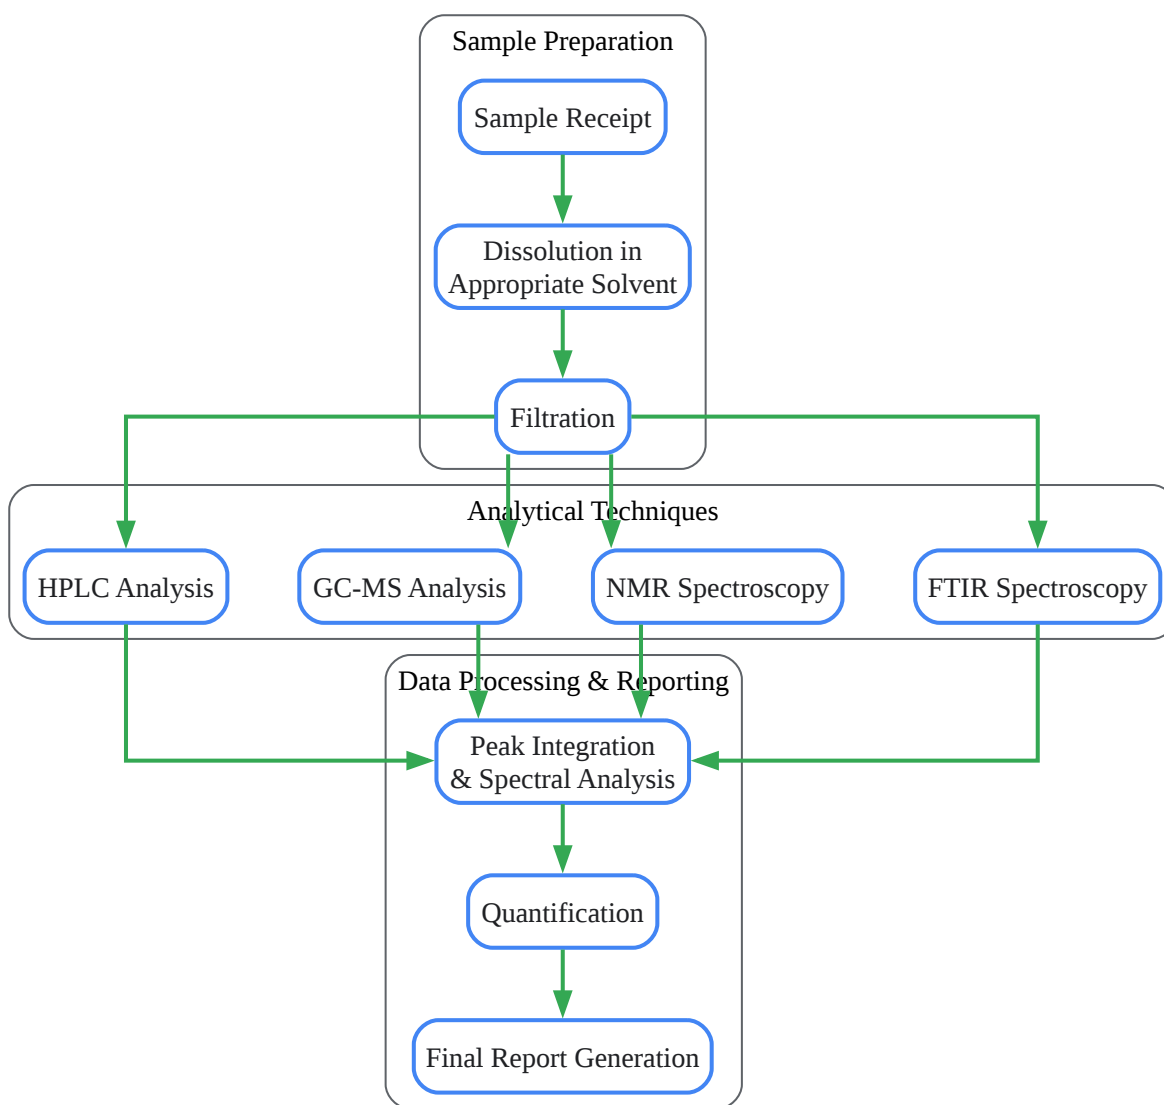 Sample Preparation
Sample Receipt
Dissolution in
Appropriate Solvent
Filtration
Analytical Techniques
HPLC Analysis
GC-MS Analysis
NMR Spectroscopy
FTIR Spectroscopy
Data Processing & Reporting
Peak Integration
& Spectral Analysis
Quantification
Final Report Generation